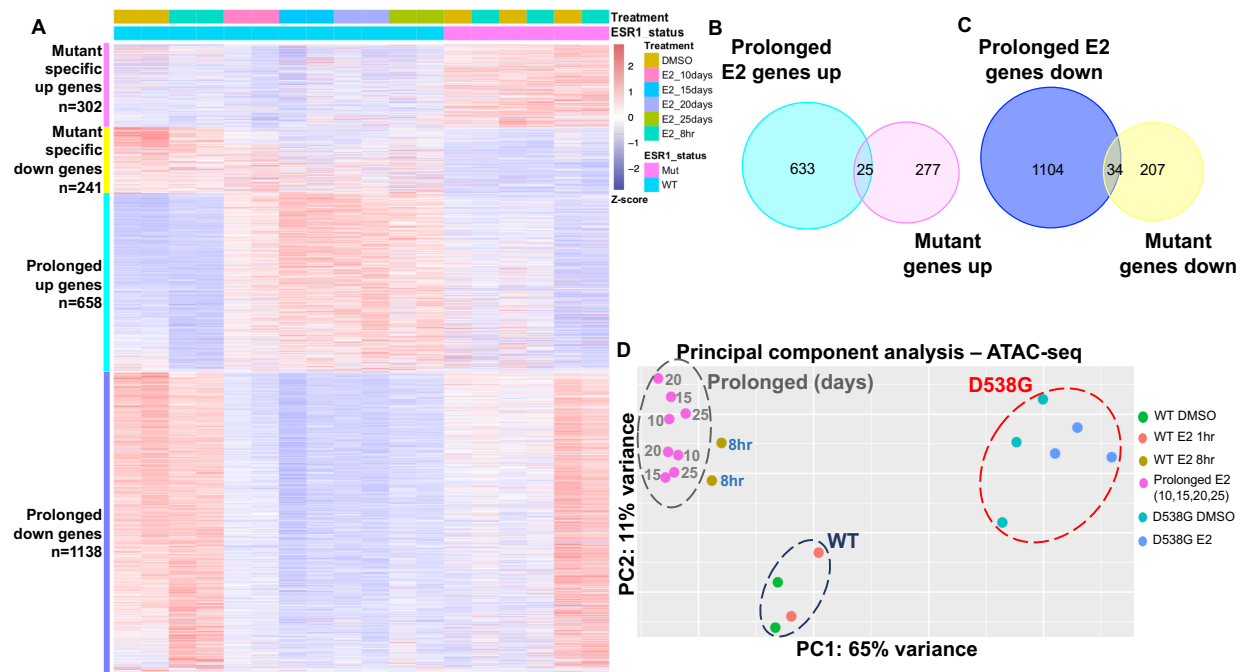 A
Treatment
ESR1_status
Mutant
specific
up genes
n=302
Mutant
specific
down genes
n=241
Prolonged
up genes
n=658
Prolonged
down genes
n=1138
Treatment
DMSO
E2_10days
E2_15days
E2_20days
E2_25days
E2_8hr
ESR1_status
Mut
WT
2
1
0
−1
−2
Z-score
B
Prolonged
E2 genes up
633
25
277
Mutant
genes up
C
Prolonged E2
genes down
1104
34
207
Mutant
genes down
D
Principal component analysis – ATAC-seq
Prolonged (days)
20
15
25
10
20
10
15
25
8hr
8hr
WT
D538G
PC2: 11% variance
PC1: 65% variance
WT DMSO
WT E2 1hr
WT E2 8hr
Prolonged E2
(10,15,20,25)
D538G DMSO
D538G E2